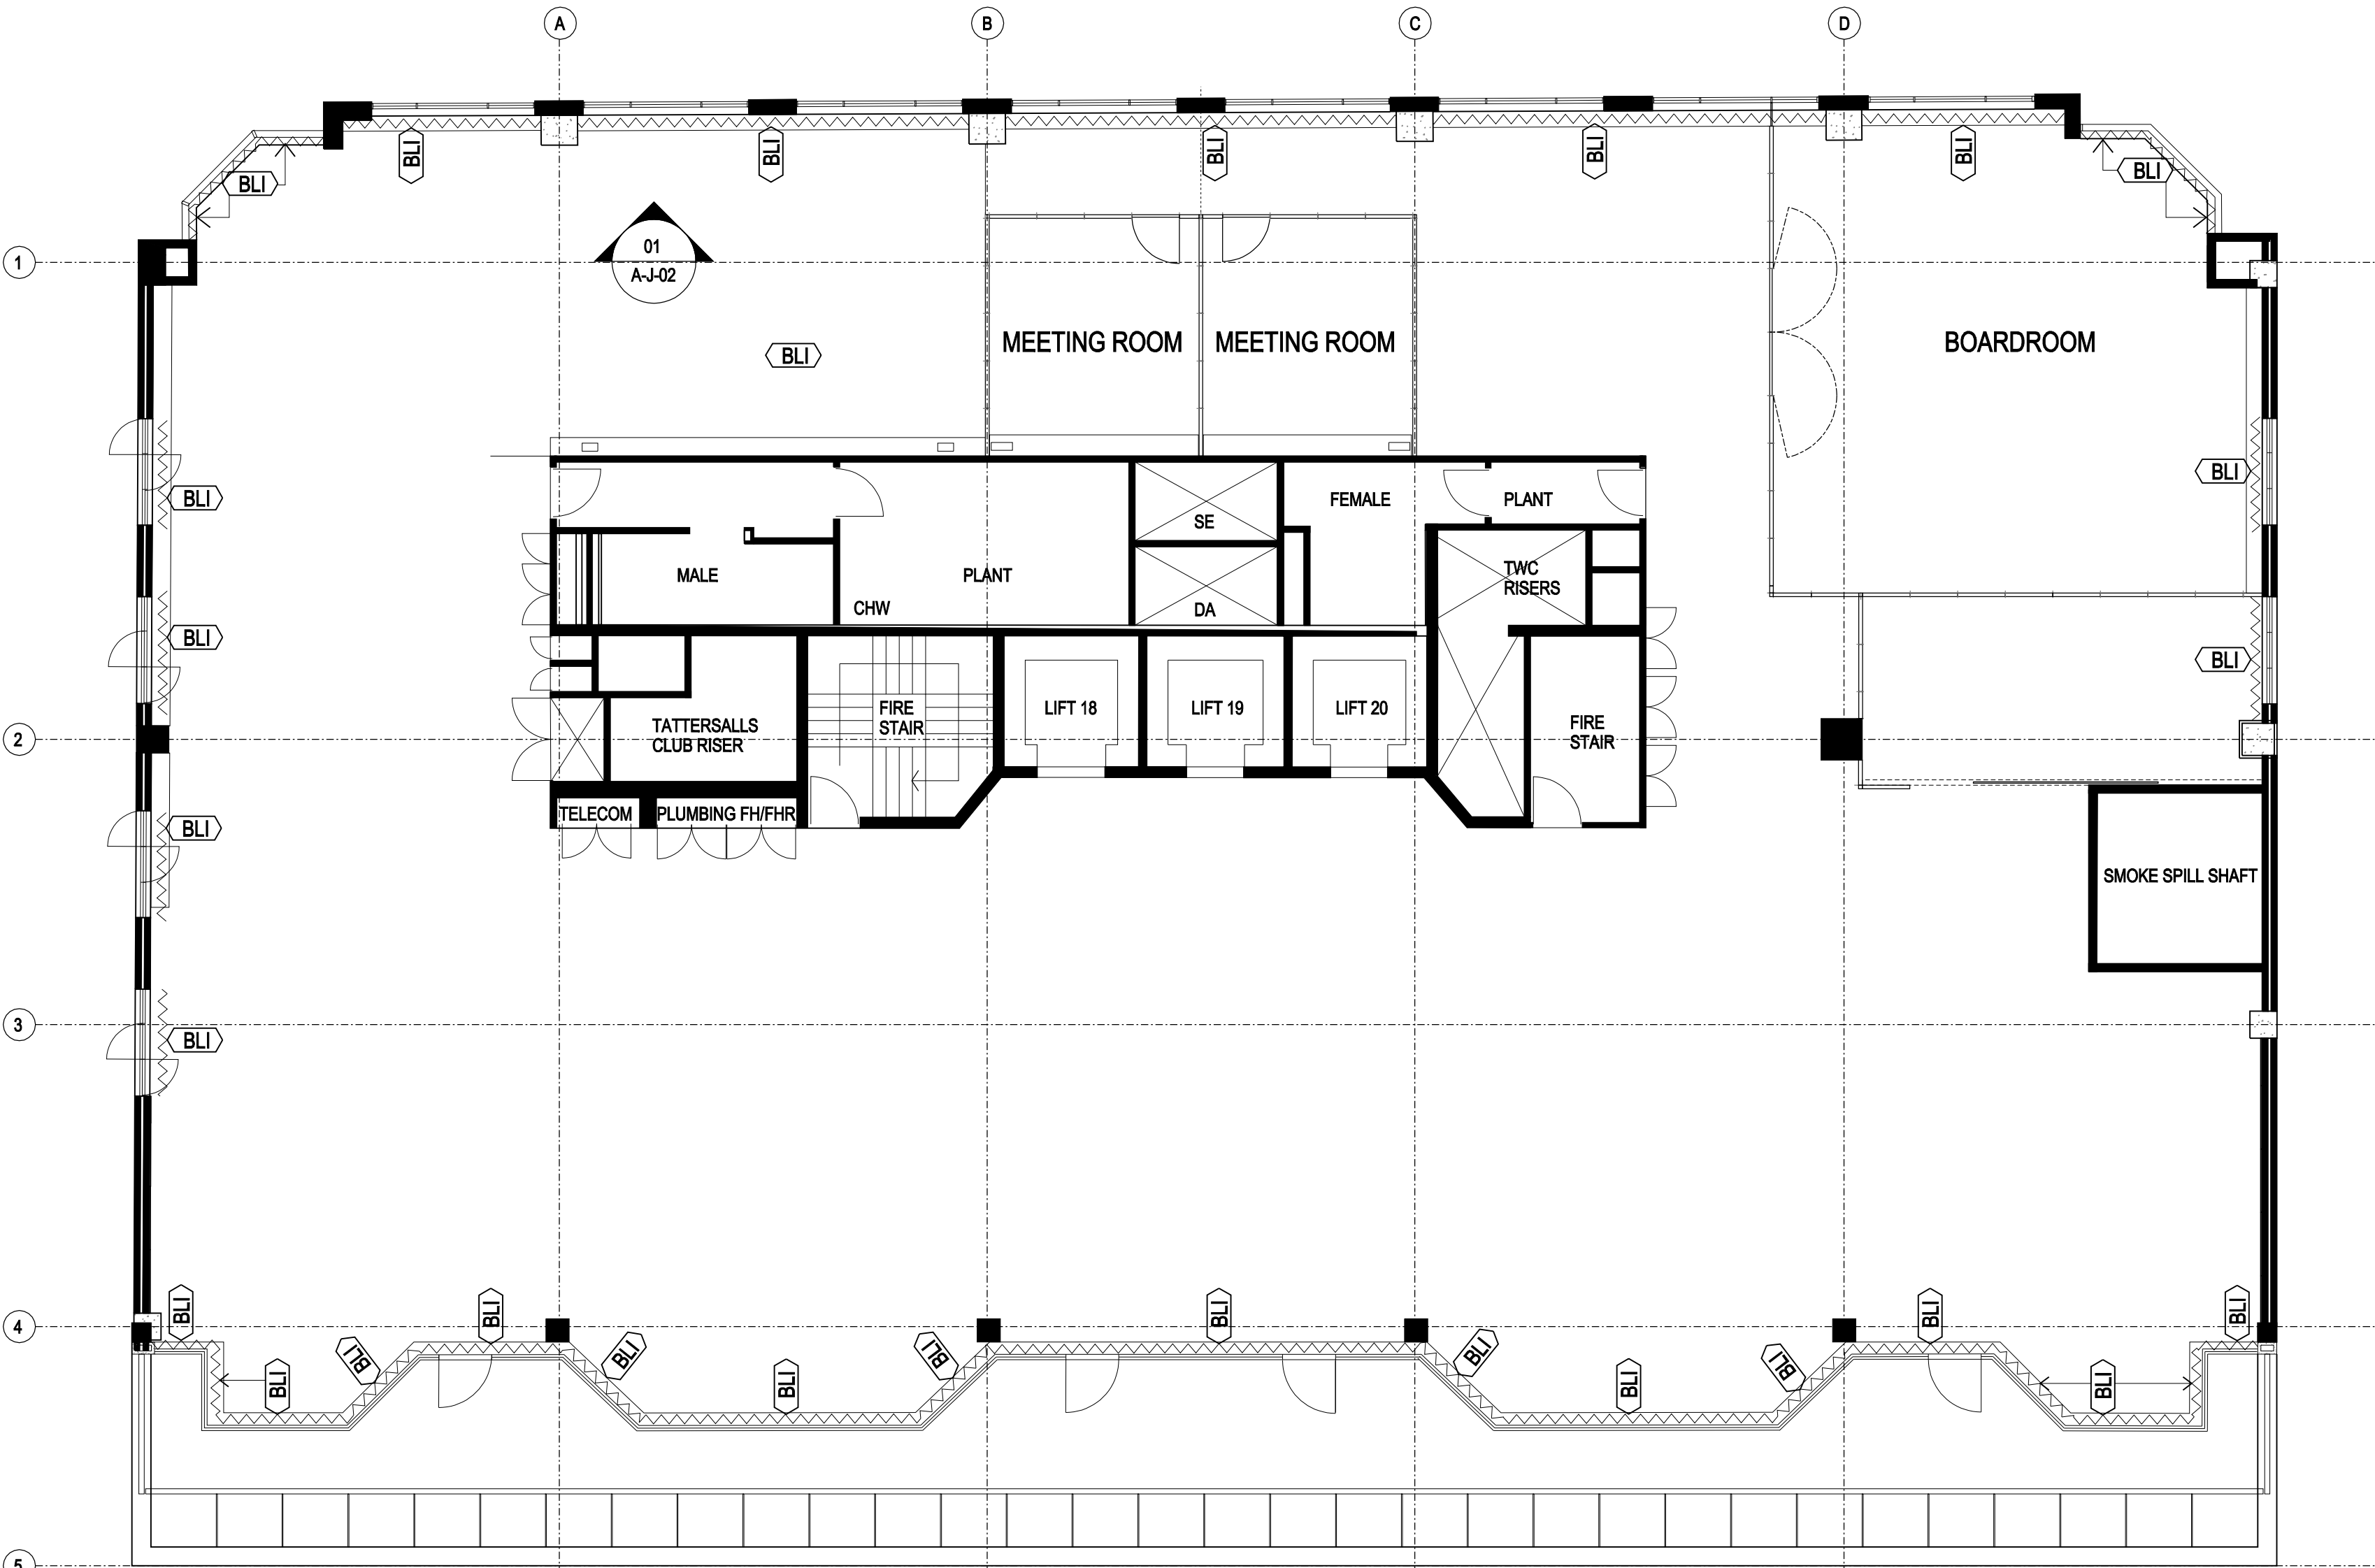 A
B
C
D
BLI
BLI
BLI
BLI
BLI
BLI
BLI
1
01
A-J-02
MEETING ROOM
MEETING ROOM
BOARDROOM
BLI
BLI
BLI
FEMALE
PLANT
SE
MALE
PLANT
TWC
RISERS
CHW
DA
BLI
BLI
2
TATTERSALLS
CLUB RISER
FIRE
STAIR
LIFT 18
LIFT 19
LIFT 20
FIRE
STAIR
BLI
TELECOM
PLUMBING FH/FHR
SMOKE SPILL SHAFT
3
BLI
4
BLI
BLI
BLI
BLI
BLI
BLI
BLI
BLI
BLI
BLI
BLI
BLI
BLI
BLI
5